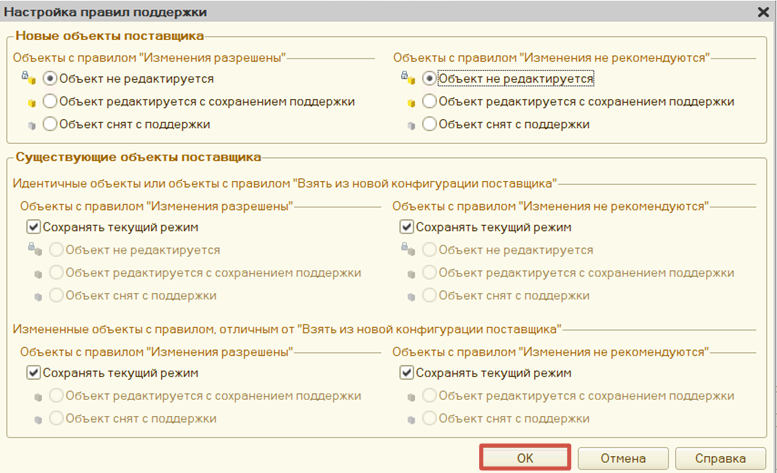 Настройка правил поддержки
Новые объекты поставщика
Объекты с правилом "Изменения разрешены"
Объект не редактируется
Объект редактируется с сохранением поддержки
Объект снят с поддержки
Объекты с правилом "Изменения не рекомендуются"
Объект не редактируется
Объект редактируется с сохранением поддержки
Объект снят с поддержки
Существующие объекты поставщика
Идентичные объекты или объекты с правилом "Взять из новой конфигурации поставщика"
Объекты с правилом "Изменения разрешены"
Сохранять текущий режим
Объект не редактируется
Объект редактируется с сохранением поддержки
Объект снят с поддержки
Объекты с правилом "Изменения не рекомендуются"
Сохранять текущий режим
Объект не редактируется
Объект редактируется с сохранением поддержки
Объект снят с поддержки
Измененные объекты с правилом, отличным от "Взять из новой конфигурации поставщика"
Объекты с правилом "Изменения разрешены"
Сохранять текущий режим
Объект редактируется с сохранением поддержки
Объект снят с поддержки
Объекты с правилом "Изменения не рекомендуются"
Сохранять текущий режим
Объект редактируется с сохранением поддержки
Объект снят с поддержки
ОК
Отмена
Справка